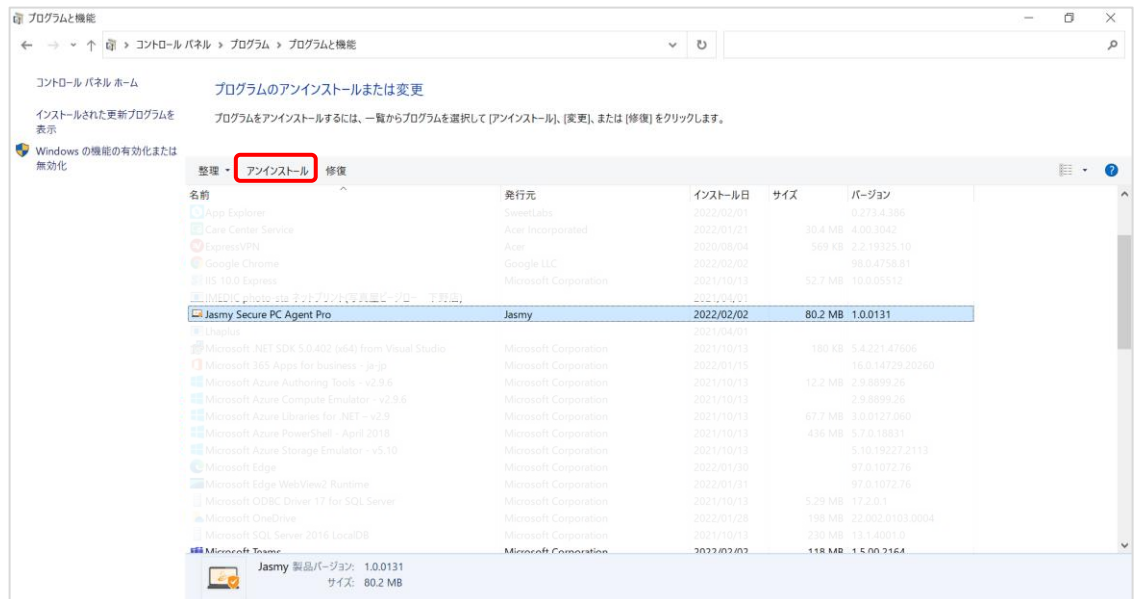 プログラムと機能
コントロール パネル › プログラム › プログラムと機能
コントロール パネル ホーム
インストールされた更新プログラムを
表示
Windows の機能の有効化または
無効化
プログラムのアンインストールまたは変更
プログラムをアンインストールするには、一覧からプログラムを選択して [アンインストール]、[変更]、または [修復] をクリックします。
整理 アンインストール 修復
名前 発行元 インストール日 サイズ バージョン
App Explorer SweetLabs 2022/02/01 0.273.4.386
Care Center Service Acer Incorporated 2022/01/21 30.4 MB 4.00.3042
ExpressVPN Acer 2020/08/04 569 KB 2.2.19325.10
Google Chrome Google LLC 2022/02/02 98.0.4758.81
IIS 10.0 Express Microsoft Corporation 2021/10/13 52.7 MB 10.0.05512
2021/04/01
Jasmy Secure PC Agent Pro Jasmy 2022/02/02 80.2 MB 1.0.0131
Lhaplus 2021/04/01
Microsoft .NET SDK 5.0.402 (x64) from Visual Studio Microsoft Corporation 2021/10/13 180 KB 5.4.221.47606
Microsoft 365 Apps for business - ja-jp Microsoft Corporation 2022/01/15 16.0.14729.20260
Microsoft Azure Authoring Tools - v2.9.6 Microsoft Corporation 2021/10/13 12.2 MB 2.9.8899.26
Microsoft Azure Compute Emulator - v2.9.6 Microsoft Corporation 2021/10/13 2.9.8899.26
Microsoft Azure Libraries for .NET – v2.9 Microsoft Corporation 2021/10/13 67.7 MB 3.0.0127.060
Microsoft Azure PowerShell - April 2018 Microsoft Corporation 2021/10/13 436 MB 5.7.0.18831
Microsoft Azure Storage Emulator - v5.10 Microsoft Corporation 2021/10/13 5.10.19227.2113
Microsoft Edge Microsoft Corporation 2022/01/30 97.0.1072.76
Microsoft Edge WebView2 Runtime Microsoft Corporation 2022/01/31 97.0.1072.76
Microsoft ODBC Driver 17 for SQL Server Microsoft Corporation 2021/10/13 5.29 MB 17.2.0.1
Microsoft OneDrive Microsoft Corporation 2022/01/28 198 MB 22.002.0103.0004
Microsoft SQL Server 2016 LocalDB Microsoft Corporation 2021/10/13 230 MB 13.1.4001.0
Microsoft Teams Microsoft Corporation 2022/02/02 118 MB 1.5.00.2164
Jasmy 製品バージョン: 1.0.0131
サイズ: 80.2 MB